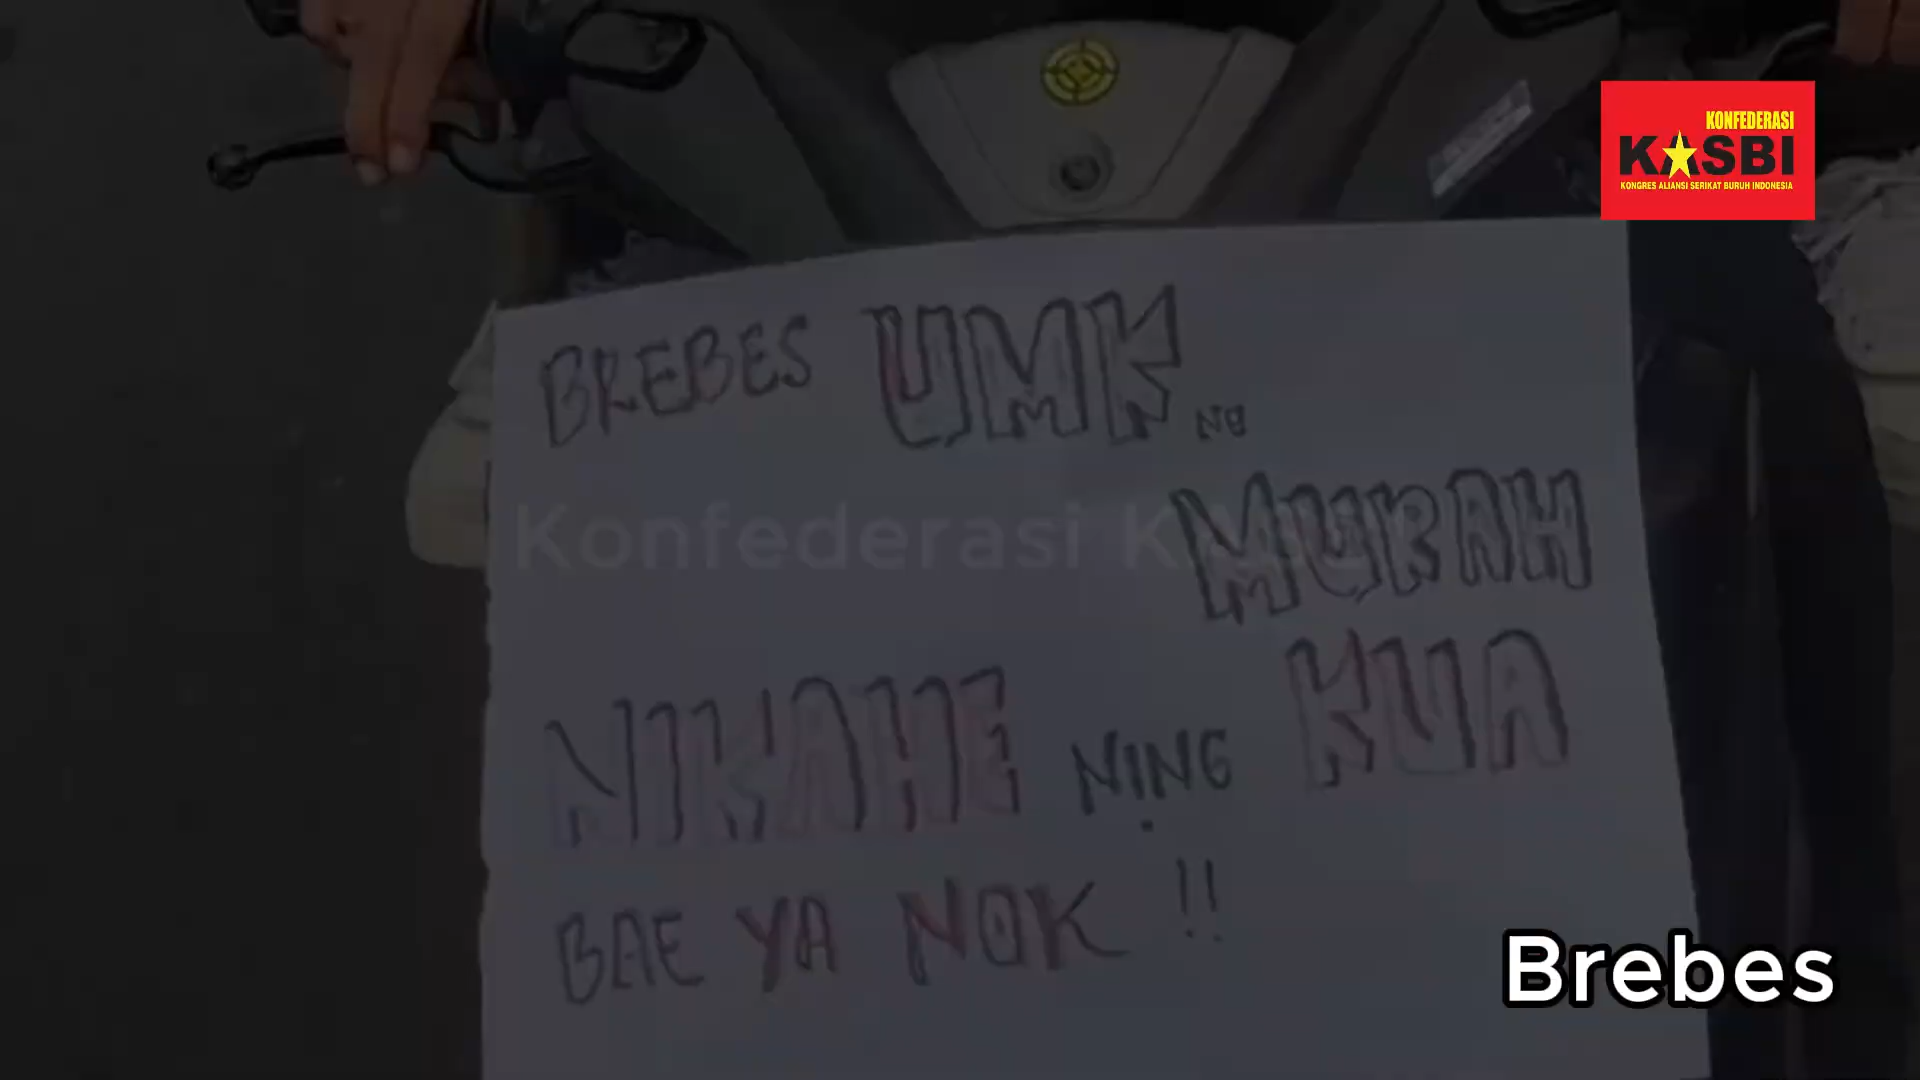 KONFEDERASI
KASBI
KONGRES ALIANSI SERIKAT BURUH INDONESIA
BREBES UMK NE
MURAH
Konfederasi KASBI
NIKAHE NING KUA
BAE YA NOK !!
Brebes